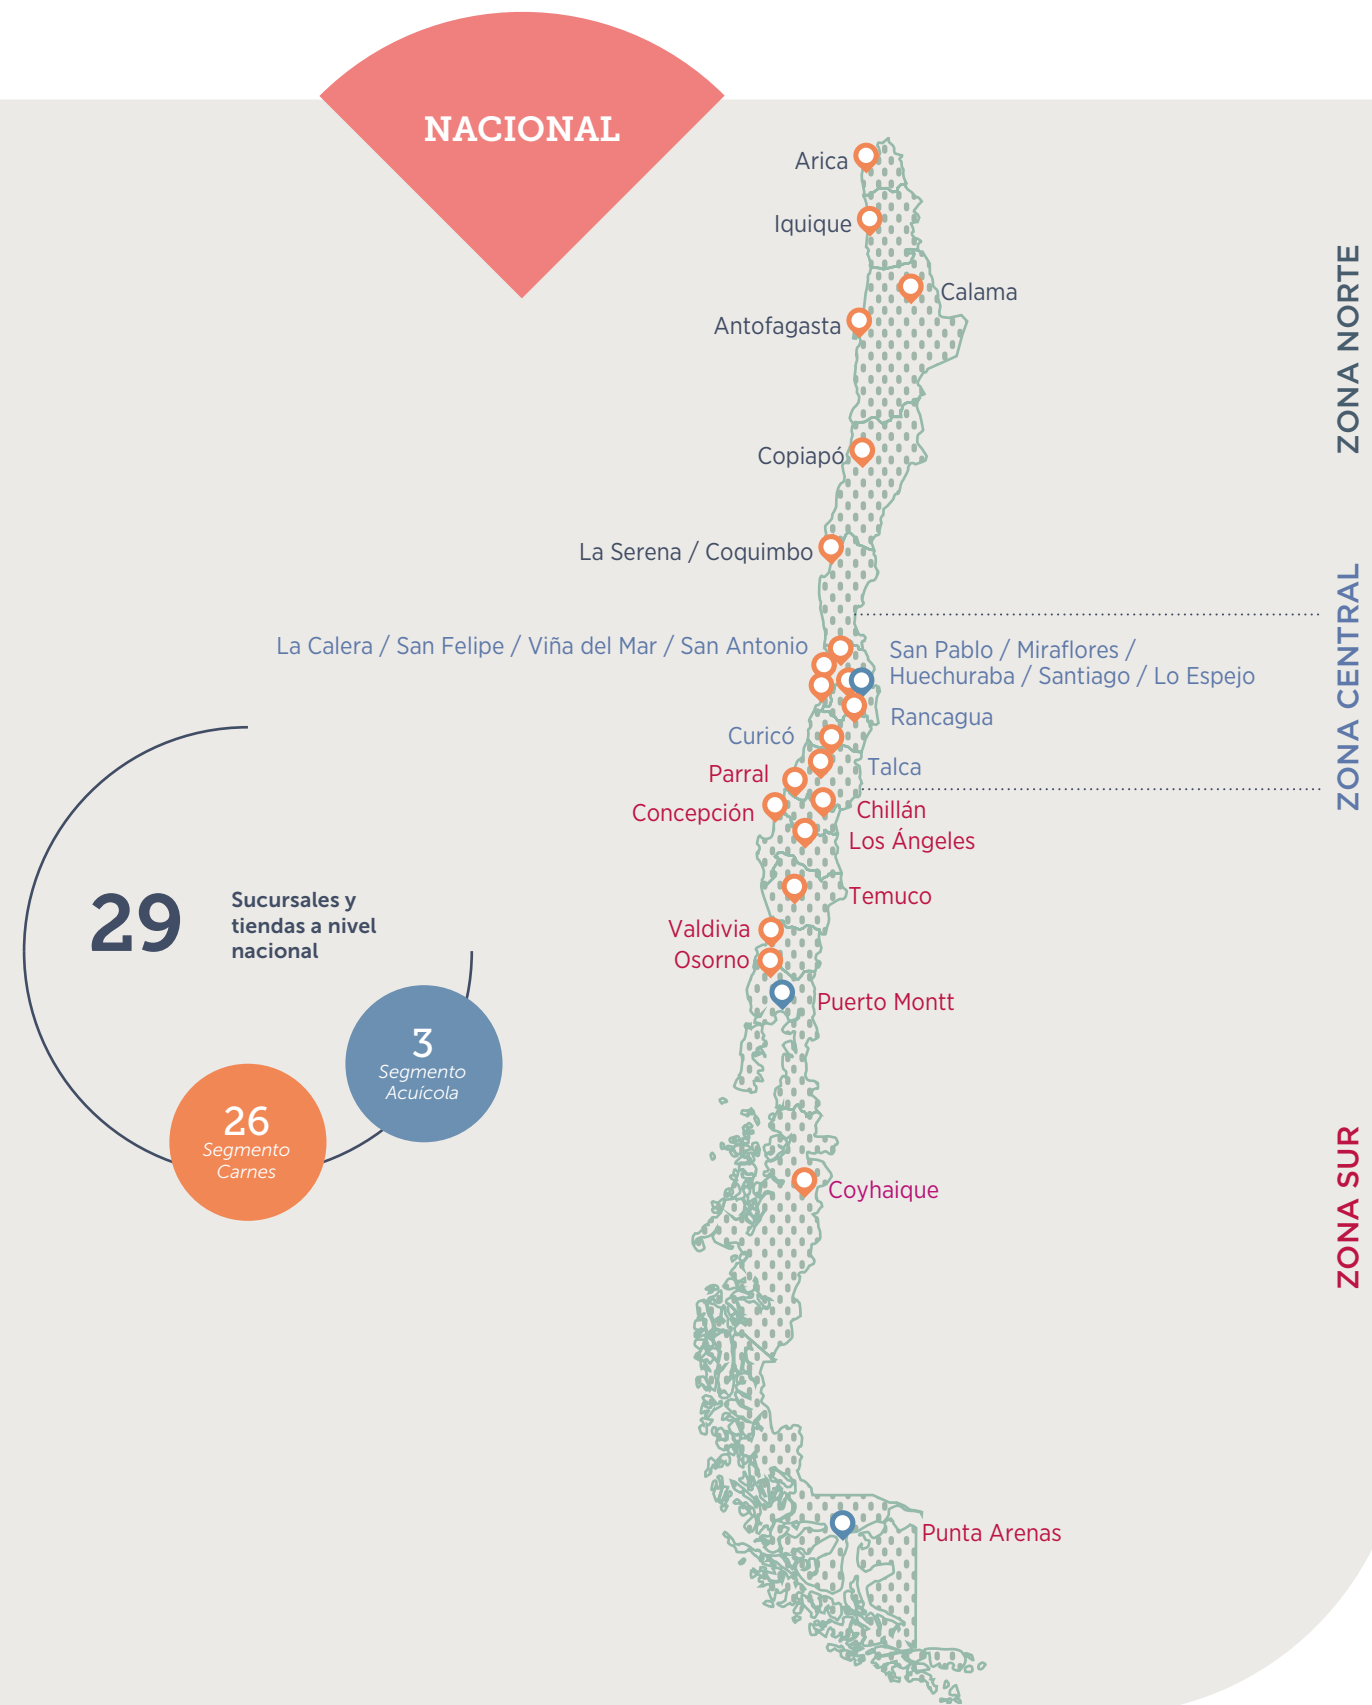 NACIONAL
Arica
Iquique
Calama
Antofagasta
Copiapó
La Serena / Coquimbo
La Calera / San Felipe / Viña del Mar / San Antonio
San Pablo / Miraflores /
Huechuraba / Santiago / Lo Espejo
Rancagua
Curicó
Talca
Parral
Concepción
Chillán
Los Ángeles
Temuco
Valdivia
Osorno
Puerto Montt
Coyhaique
Punta Arenas
ZONA NORTE
ZONA CENTRAL
ZONA SUR
29
Sucursales y
tiendas a nivel
nacional
3
Segmento
Acuícola
26
Segmento
Carnes